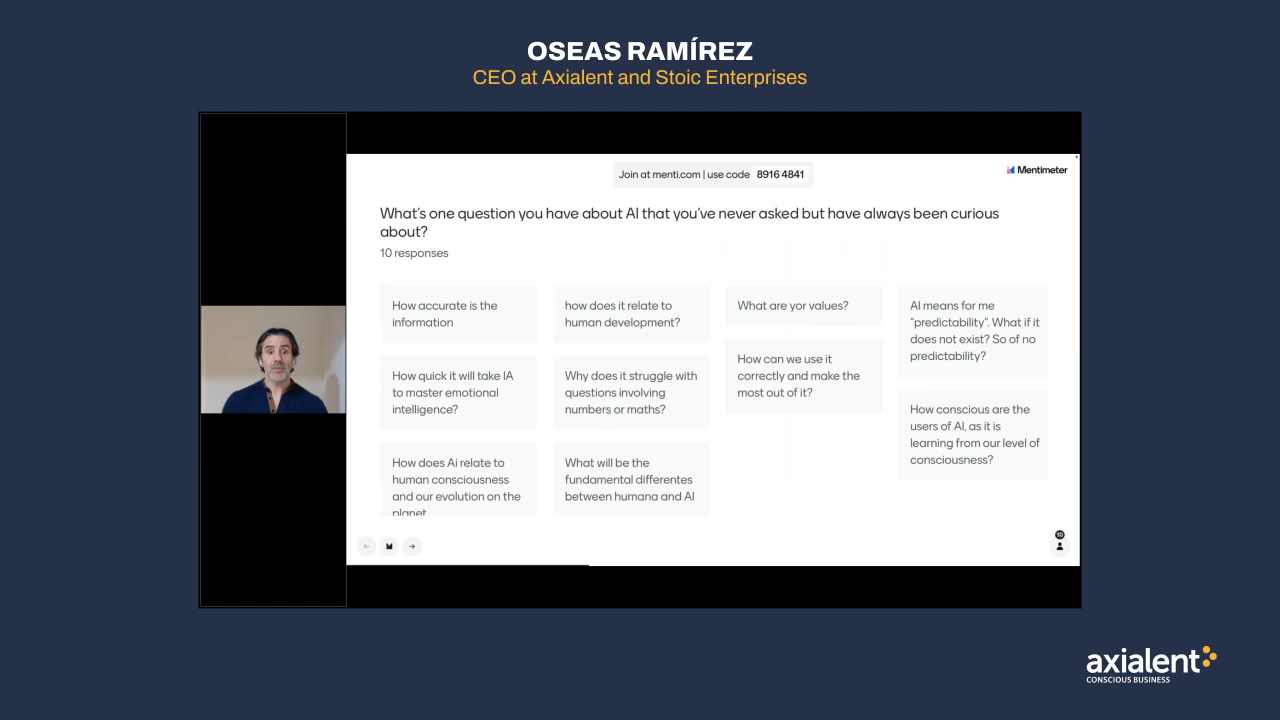 OSEAS RAMÍREZ
CEO at Axialent and Stoic Enterprises
Join at menti.com | use code 8916 4841
Mentimeter
What's one question you have about AI that you've never asked but have always been curious
about?
10 responses
How accurate is the
information
How quick it will take IA
to master emotional
intelligence?
How does Ai relate to
human consciousness
and our evolution on the
planet
how does it relate to
human development?
Why does it struggle with
questions involving
numbers or maths?
What will be the
fundamental differentes
between humana and AI
What are yor values?
How can we use it
correctly and make the
most out of it?
AI means for me
"predictability". What if it
does not exist? So of no
predictability?
How conscious are the
users of AI, as it is
learning from our level of
consciousness?
10
axialent
CONSCIOUS BUSINESS